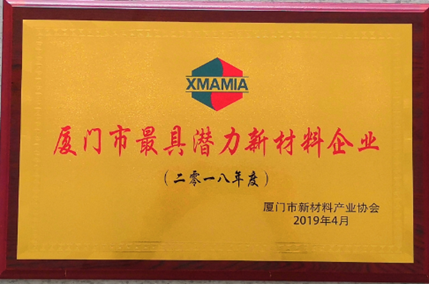 XMAMIA
厦门市最具潜力新材料企业
(二零一八年度)
厦门市新材料产业协会
2019年4月